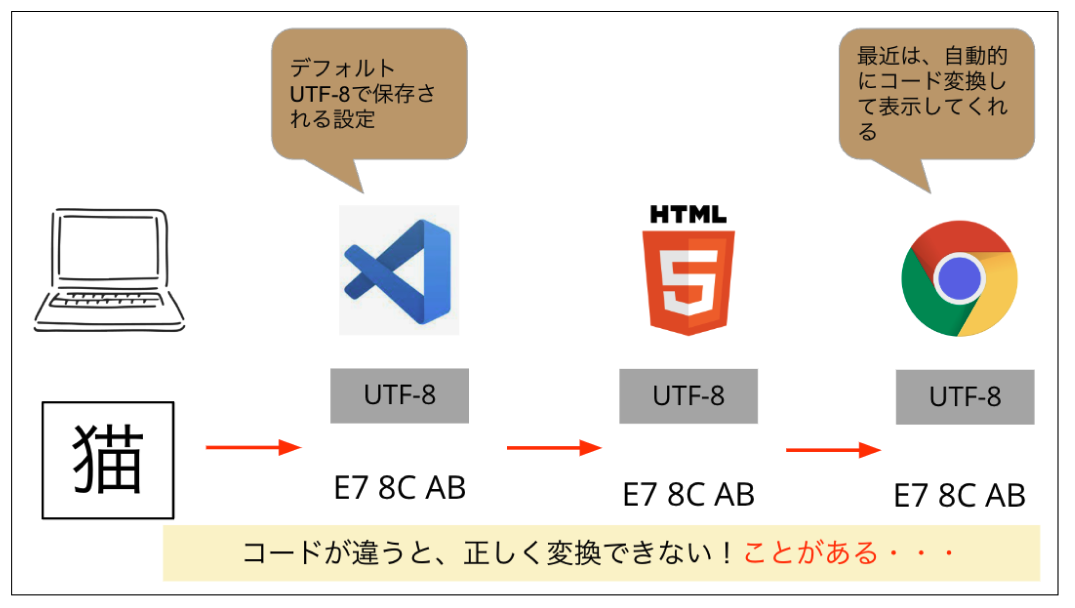 デフォルト
UTF-8で保存さ
れる設定
最近は、自動的
にコード変換し
て表示してくれ
る
HTML
5
UTF-8
UTF-8
UTF-8
猫
E7 8C AB
E7 8C AB
E7 8C AB
コードが違うと、正しく変換できない！ことがある・・・